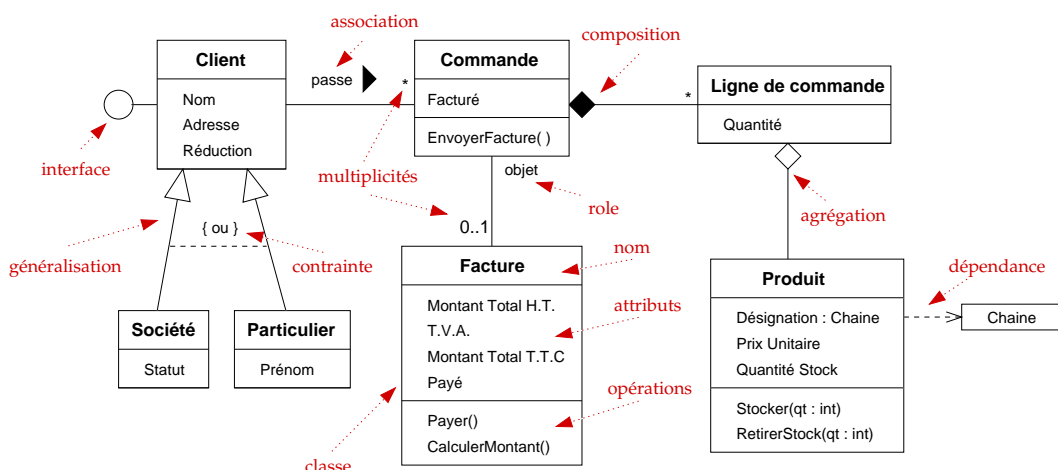 association
composition
Client
Nom
Adresse
Réduction
passe
*
Commande
Facturé
EnvoyerFacture( )
*
Ligne de commande
Quantité
interface
multiplicités
objet
role
agrégation
généralisation
{ ou }
contrainte
0..1
nom
Facture
Montant Total H.T.
T.V.A.
Montant Total T.T.C
Payé
Payer()
CalculerMontant()
attributs
opérations
classe
Société
Statut
Particulier
Prénom
Produit
Désignation : Chaine
Prix Unitaire
Quantité Stock
Stocker(qt : int)
RetirerStock(qt : int)
dépendance
Chaine